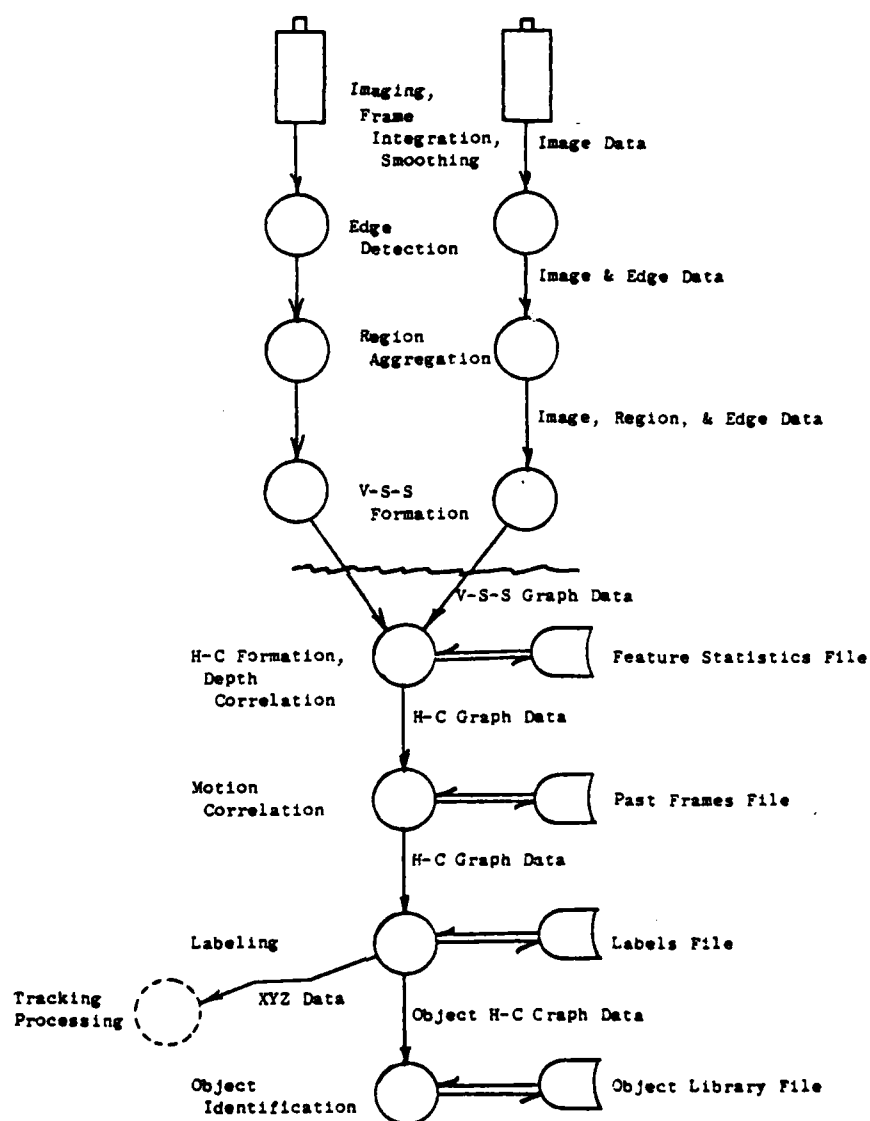 Imaging,
Frame
Integration,
Smoothing
Image Data
Edge
Detection
Image & Edge Data
Region
Aggregation
Image, Region, & Edge Data
V-S-S
Formation
V-S-S Graph Data
H-C Formation,
Depth
Correlation
Feature Statistics File
H-C Graph Data
Motion
Correlation
Past Frames File
H-C Graph Data
Labeling
Labels File
Tracking
Processing
XYZ Data
Object H-C Craph Data
Object
Identification
Object Library File